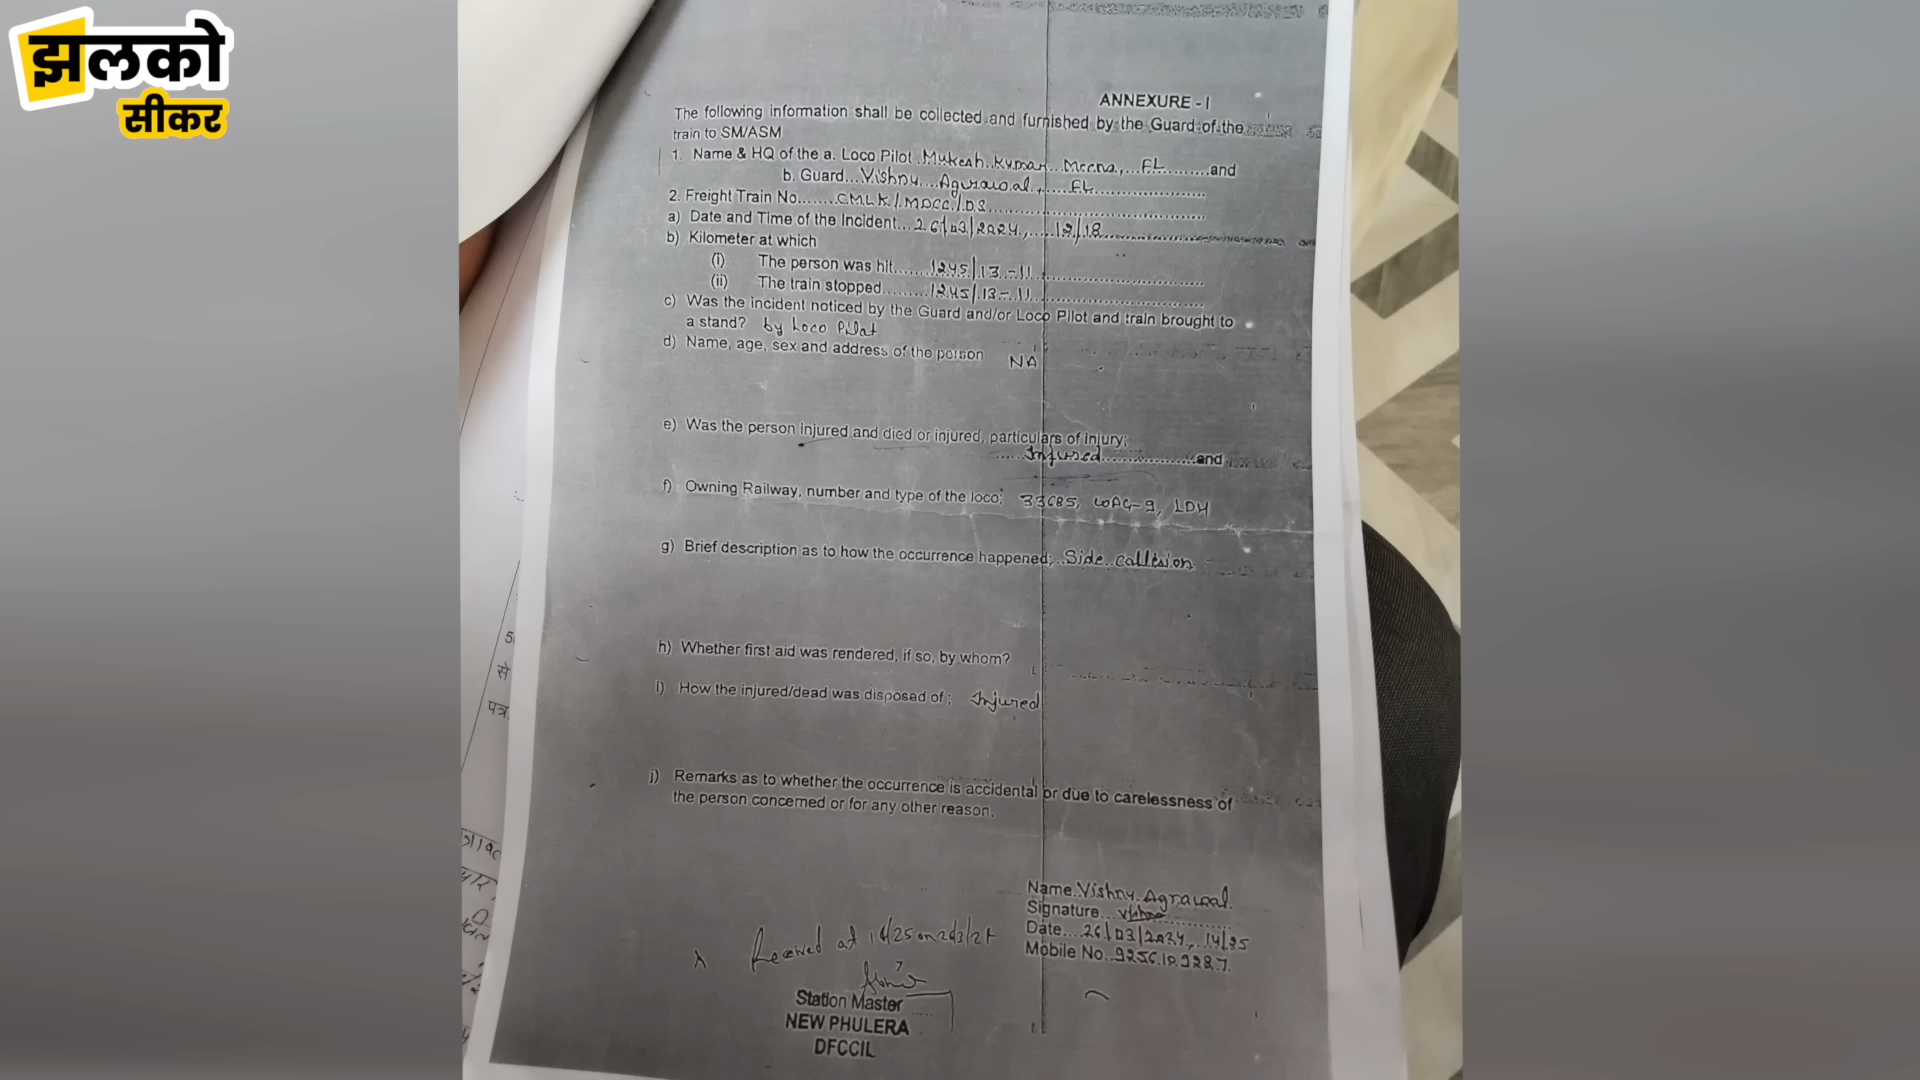 झलको
सीकर
ANNEXURE - I
The following information shall be collected and furnished by the Guard of the
train to SM/ASM
1. Name & HQ of the a. Loco Pilot Mukesh Kumar Meena, FL and
b. Guard Vishnu Agrawal, FL
2. Freight Train No. CMLK/MDCC/DS
a) Date and Time of the Incident 26/03/2024,
b) Kilometer at which
(i) The person was hit 1245/13-11
(ii) The train stopped 1245/13-11
c) Was the incident noticed by the Guard and/or Loco Pilot and train brought to
a stand? by Loco Pilot
d) Name, age, sex and address of the person NA
e) Was the person injured and died or injured, particulars of injury;
Injured and
f) Owning Railway, number and type of the loco; 33685, WAG-9, LDH
g) Brief description as to how the occurrence happened; Side collision
h) Whether first aid was rendered, if so, by whom?
i) How the injured/dead was disposed of; Injured
j) Remarks as to whether the occurrence is accidental or due to carelessness of
the person concerned or for any other reason.
Name Vishnu Agrawal
Signature
Date 26/03/2024, 14/25
Mobile No.
Received at 14/25 on
Station Master
NEW PHULERA
DFCCIL
से
पत्र